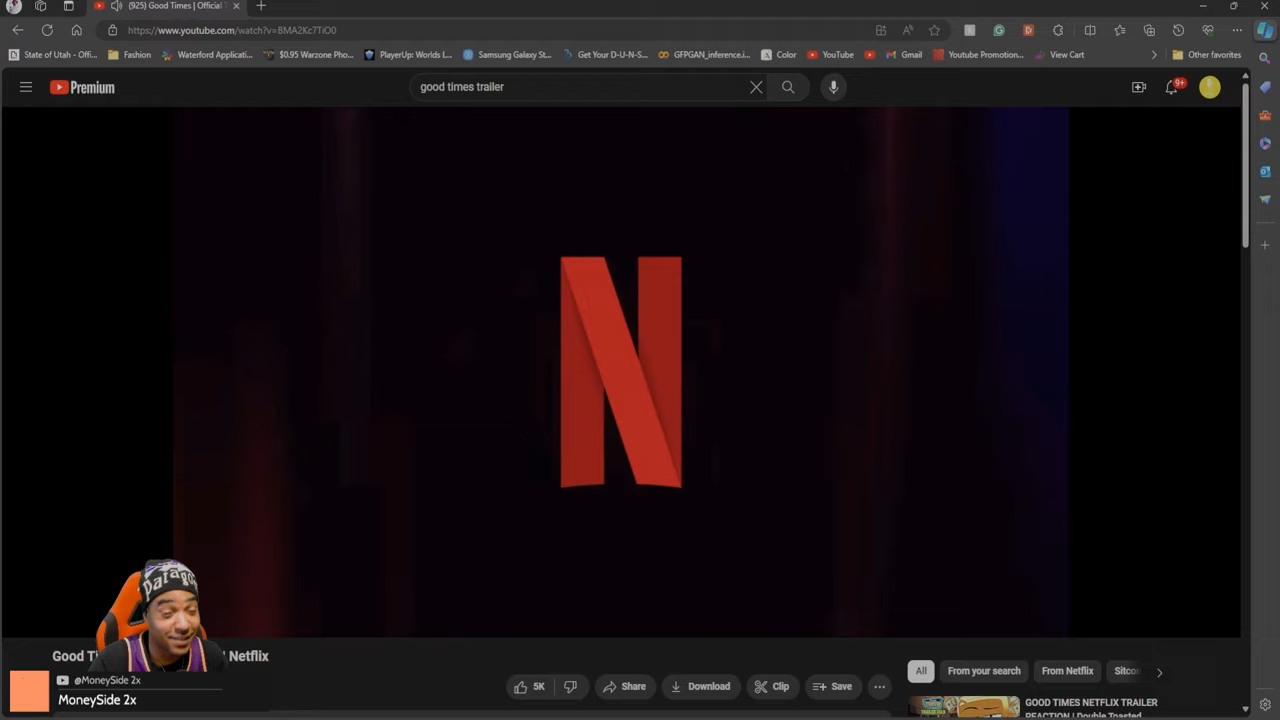 (925) Good Times | Official T
https://www.youtube.com/watch?v=BMA2Kc7TiO0
State of Utah - Offi...
Fashion
Waterford Applicati...
$0.95 Warzone Pho...
PlayerUp: Worlds L...
Samsung Galaxy St...
Get Your D-U-N-S...
GFPGAN_inference.i...
Color
YouTube
Gmail
Youtube Promotion...
View Cart
Other favorites
Premium
good times trailer
9+
N
Paragon
Good T
Netflix
@MoneySide 2x
MoneySide 2x
5K
Share
Download
Clip
Save
All
From your search
From Netflix
Sitco
GOOD TIMES NETFLIX TRAILER
REACTION | Double Toasted